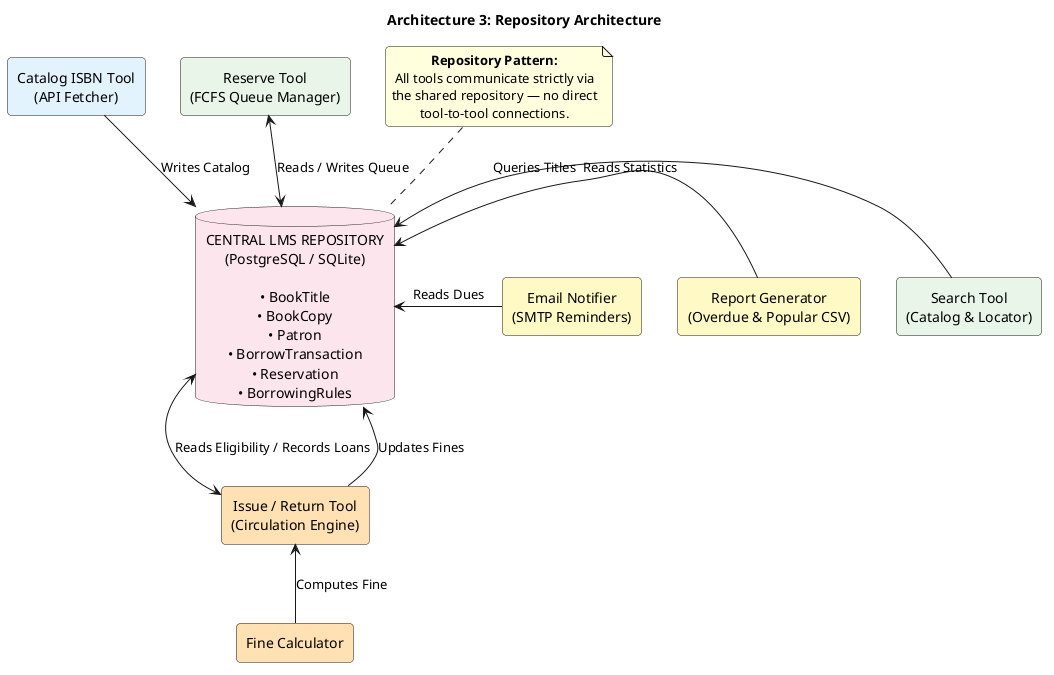 Architecture 3: Repository Architecture
Catalog ISBN Tool
(API Fetcher)
Reserve Tool
(FCFS Queue Manager)
Repository Pattern:
All tools communicate strictly via
the shared repository — no direct
tool-to-tool connections.
Writes Catalog
Reads / Writes Queue
Queries Titles
Reads Statistics
CENTRAL LMS REPOSITORY
(PostgreSQL / SQLite)
• BookTitle
• BookCopy
• Patron
• BorrowTransaction
• Reservation
• BorrowingRules
Reads Dues
Email Notifier
(SMTP Reminders)
Report Generator
(Overdue & Popular CSV)
Search Tool
(Catalog & Locator)
Reads Eligibility / Records Loans
Updates Fines
Issue / Return Tool
(Circulation Engine)
Computes Fine
Fine Calculator